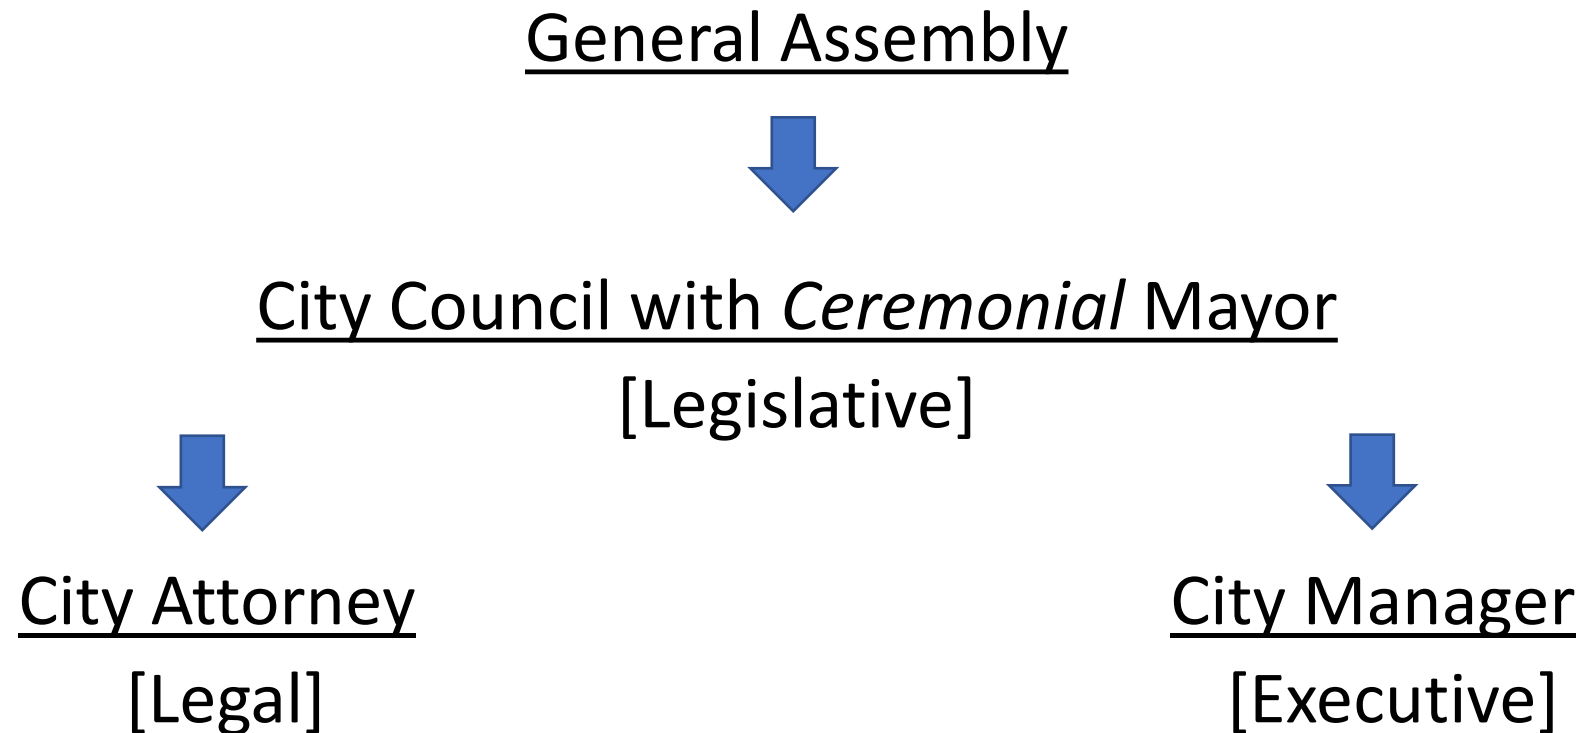 General Assembly
City Council with Ceremonial Mayor
[Legislative]
City Attorney
[Legal]
City Manager
[Executive]